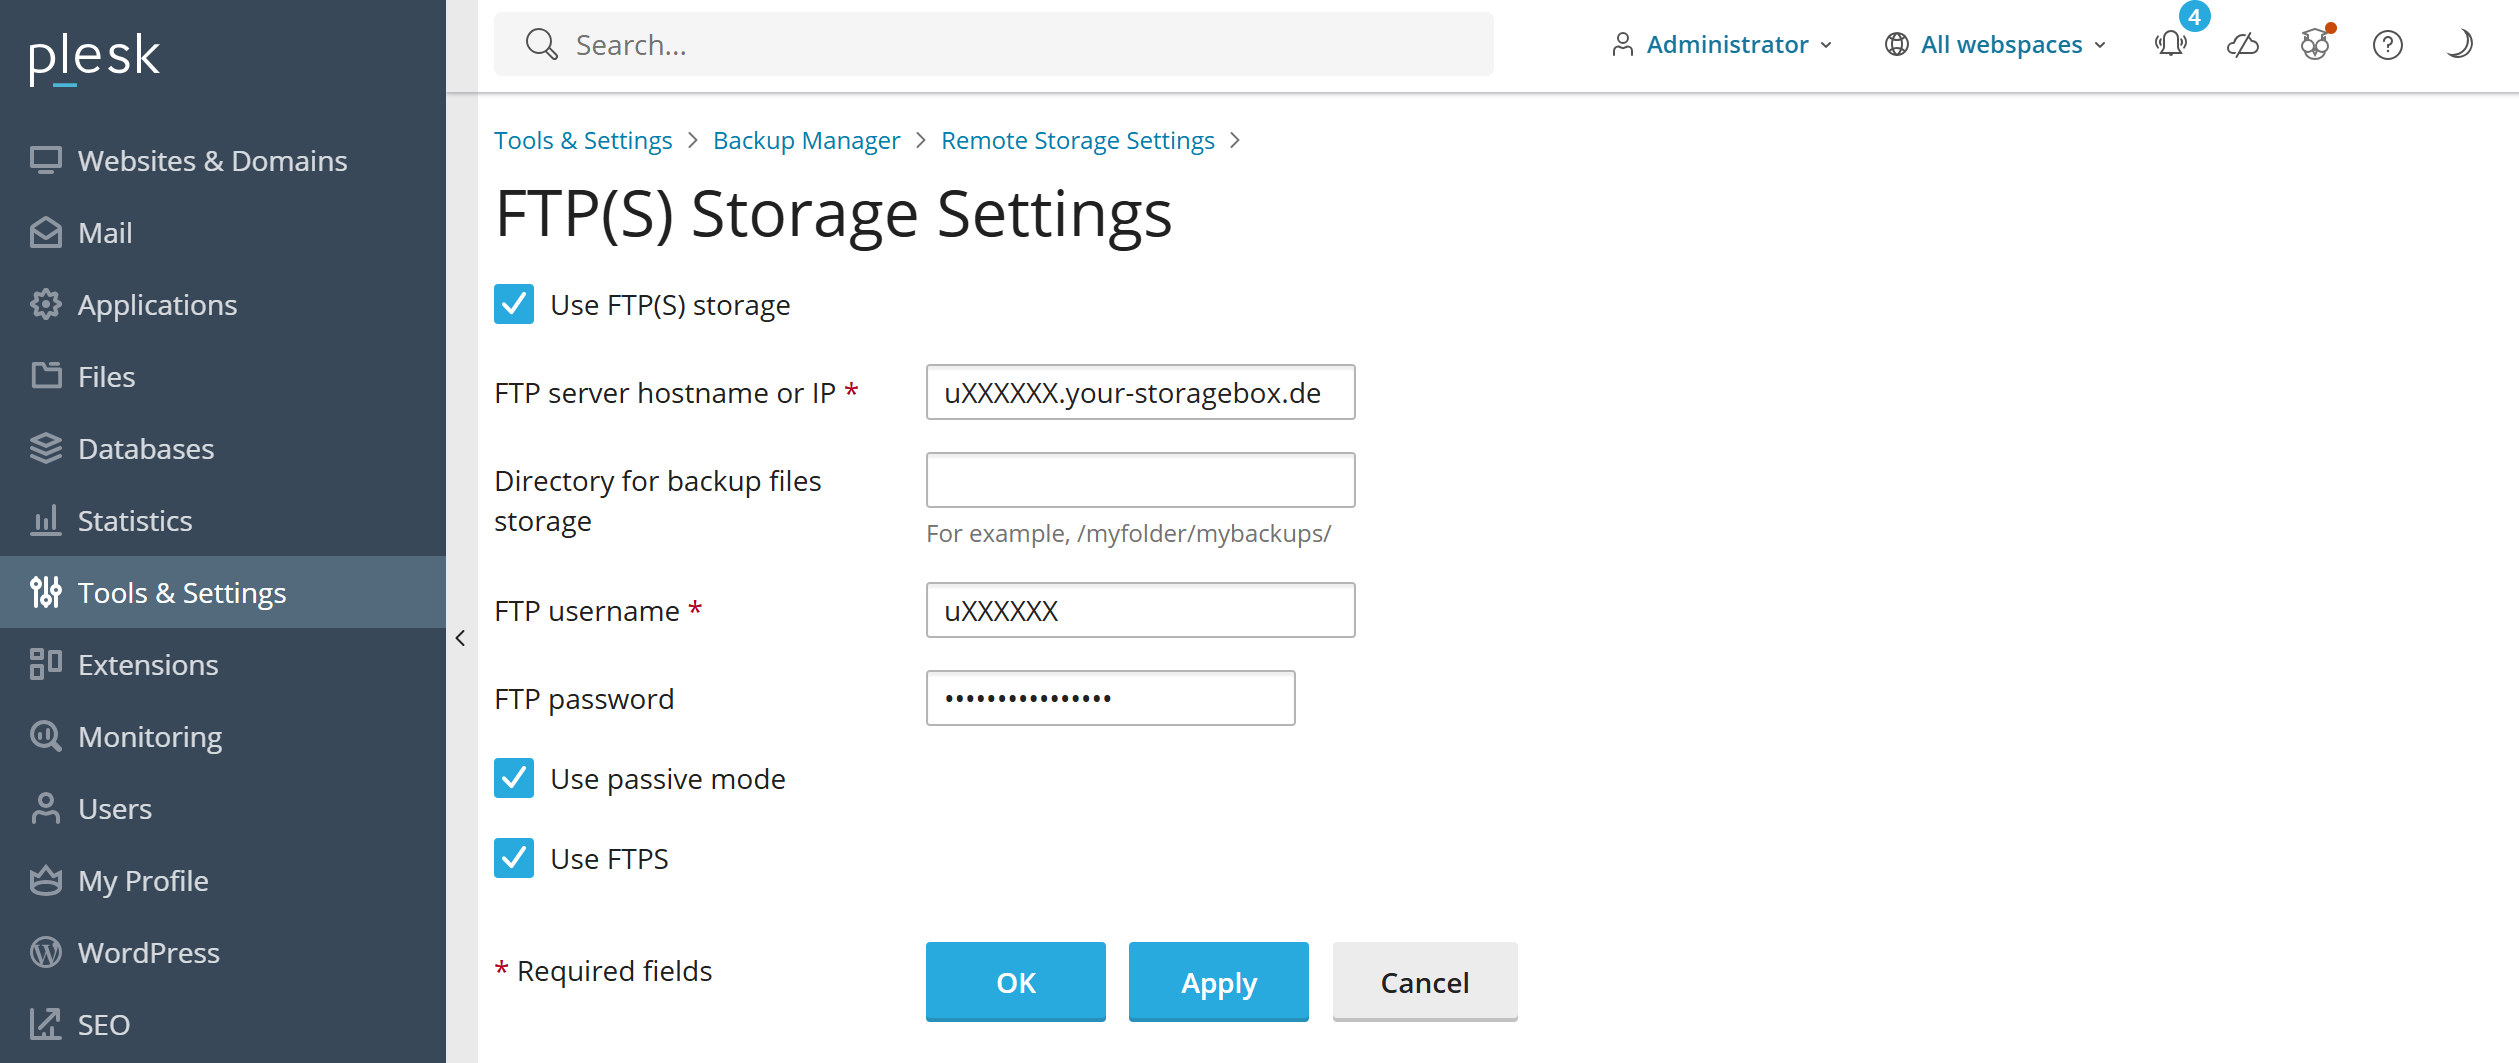 plesk
Search...
Administrator
All webspaces
4
Websites & Domains
Mail
Applications
Files
Databases
Statistics
Tools & Settings
Extensions
Monitoring
Users
My Profile
WordPress
SEO
Tools & Settings > Backup Manager > Remote Storage Settings >
FTP(S) Storage Settings
Use FTP(S) storage
FTP server hostname or IP * uXXXXXX.your-storagebox.de
Directory for backup files
storage
For example, /myfolder/mybackups/
FTP username * uXXXXXX
FTP password ••••••••••••••••
Use passive mode
Use FTPS
* Required fields
OK Apply Cancel